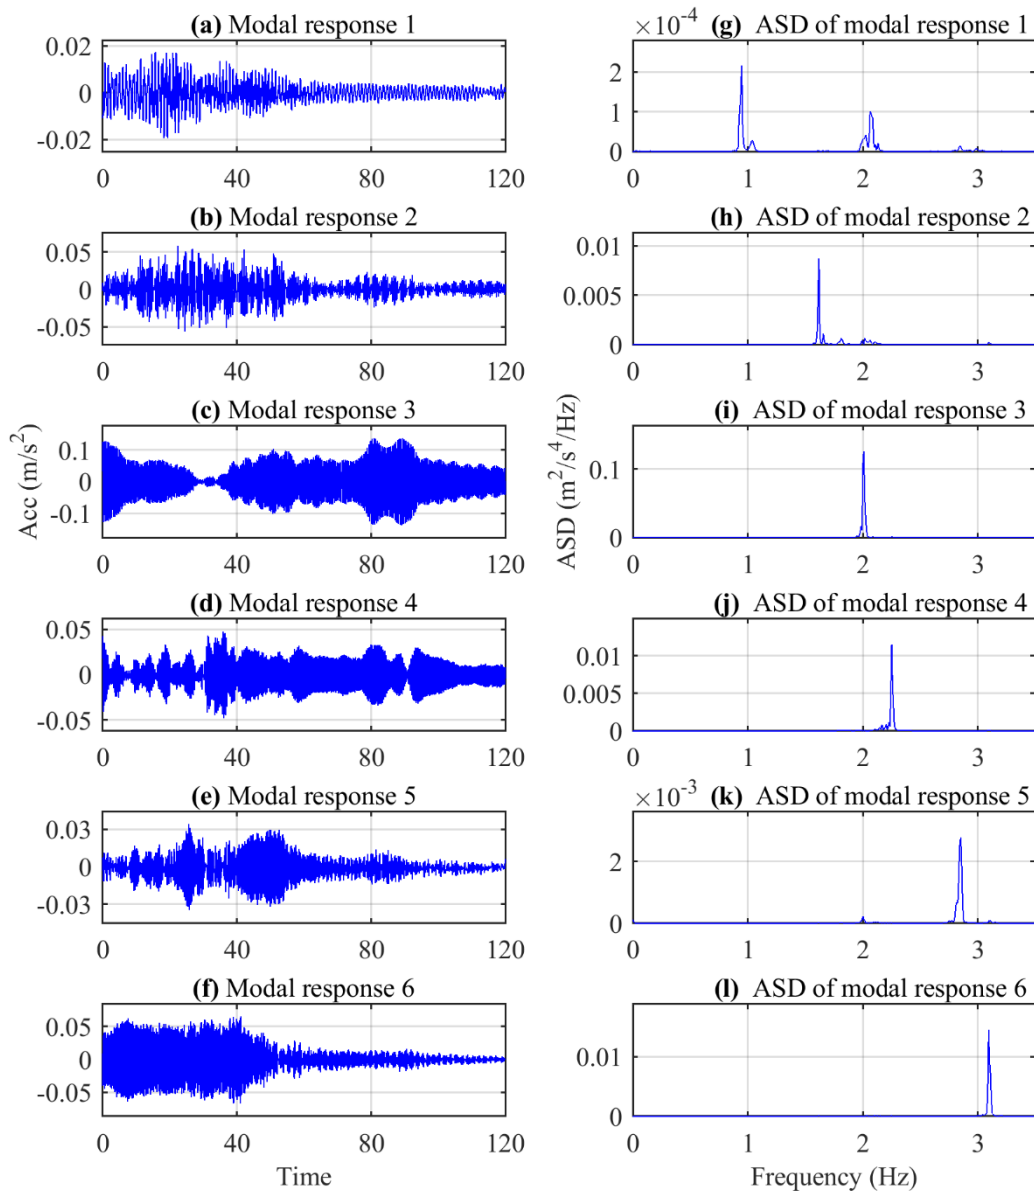 (a) Modal response 1
0.02
0
-0.02
0 40 80 120
(b) Modal response 2
0.05
0
-0.05
0 40 80 120
(c) Modal response 3
0.1
0
-0.1
Acc (m/s²)
0 40 80 120
(d) Modal response 4
0.05
0
-0.05
0 40 80 120
(e) Modal response 5
0.03
0
-0.03
0 40 80 120
(f) Modal response 6
0.05
0
-0.05
0 40 80 120
Time
×10⁻⁴ (g) ASD of modal response 1
2
1
0
0 1 2 3
(h) ASD of modal response 2
0.01
0.005
0
0 1 2 3
(i) ASD of modal response 3
0.1
0
ASD (m²/s⁴/Hz)
0 1 2 3
(j) ASD of modal response 4
0.01
0.005
0
0 1 2 3
×10⁻³ (k) ASD of modal response 5
2
0
0 1 2 3
(l) ASD of modal response 6
0.01
0
0 1 2 3
Frequency (Hz)